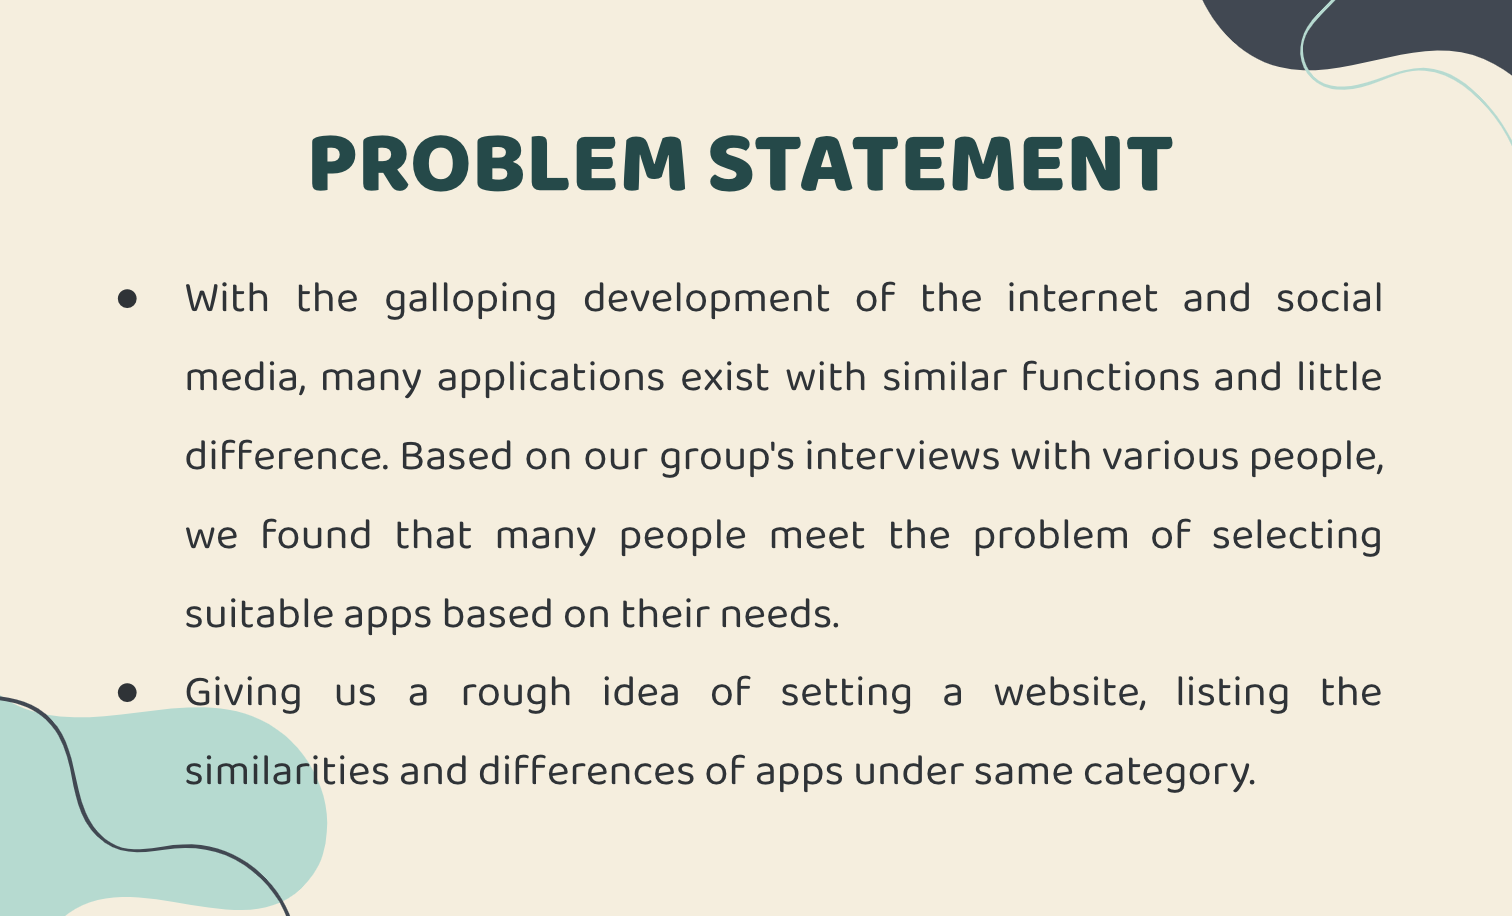 PROBLEM STATEMENT
● With the galloping development of the internet and social
media, many applications exist with similar functions and little
difference. Based on our group's interviews with various people,
we found that many people meet the problem of selecting
suitable apps based on their needs.
● Giving us a rough idea of setting a website, listing the
similarities and differences of apps under same category.